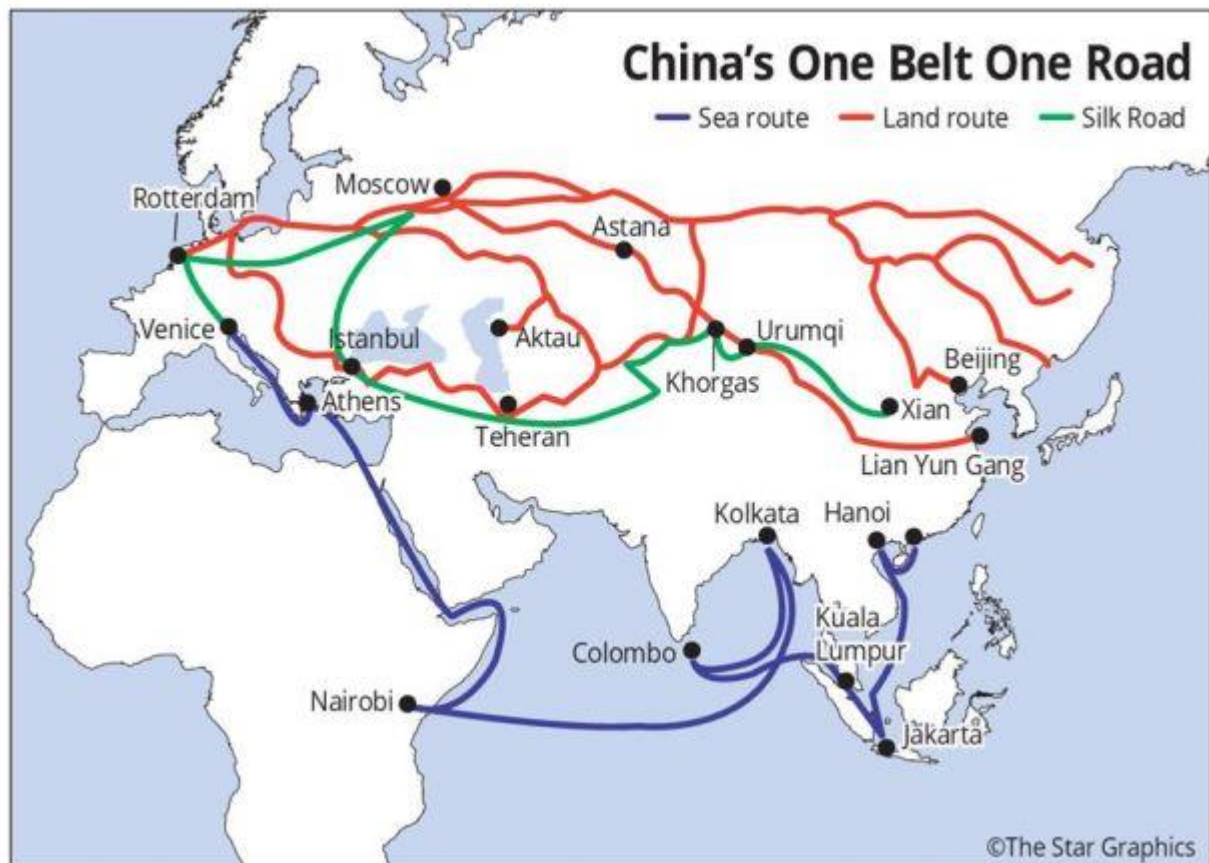 China's One Belt One Road
Sea route Land route Silk Road
Rotterdam
Moscow
Astana
Venice
Istanbul
Aktau
Urumqi
Khorgas
Beijing
Athens
Xian
Teheran
Lian Yun Gang
Kolkata
Hanoi
Kuala
Lumpur
Colombo
Nairobi
Jakarta
©The Star Graphics